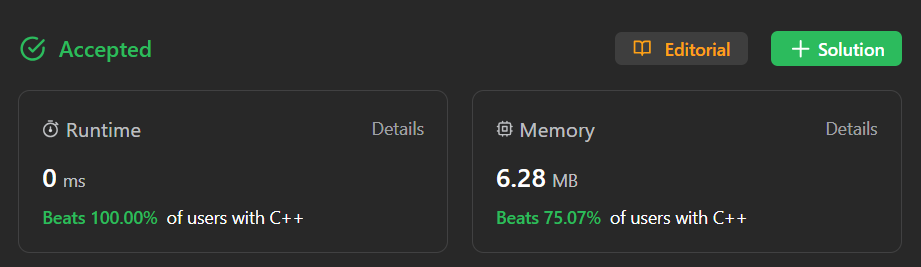 Accepted
Editorial
+ Solution
Runtime
Details
0 ms
Beats 100.00% of users with C++
Memory
Details
6.28 MB
Beats 75.07% of users with C++